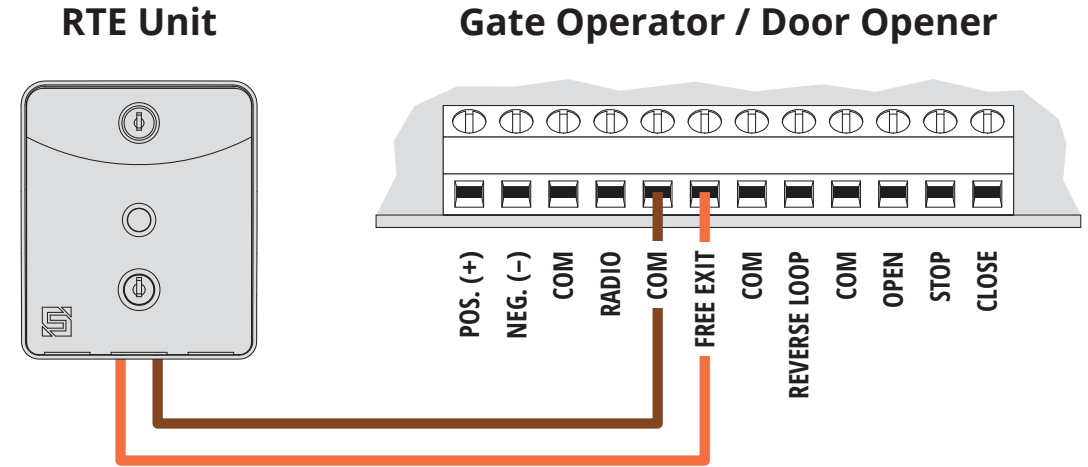 RTE Unit
Gate Operator / Door Opener
POS. (+)
NEG. (−)
COM
RADIO
COM
FREE EXIT
COM
REVERSE LOOP
COM
OPEN
STOP
CLOSE